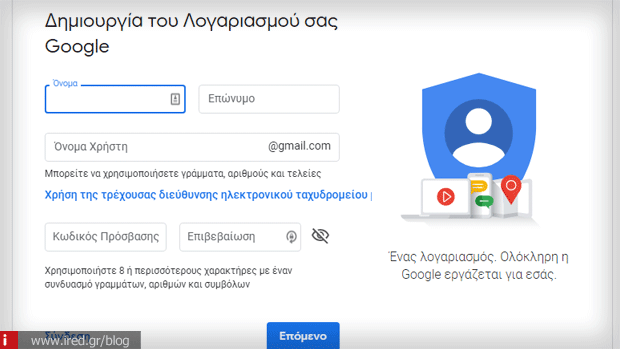 Δημιουργία του Λογαριασμού σας
Google
Όνομα
Επώνυμο
Όνομα Χρήστη
@gmail.com
Μπορείτε να χρησιμοποιήσετε γράμματα, αριθμούς και τελείες
Χρήση της τρέχουσας διεύθυνσης ηλεκτρονικού ταχυδρομείου
Κωδικός Πρόσβασης
Επιβεβαίωση
Χρησιμοποιήστε 8 ή περισσότερους χαρακτήρες με έναν
συνδυασμό γραμμάτων, αριθμών και συμβόλων
Ένας λογαριασμός. Ολόκληρη η
Google εργάζεται για εσάς.
Σύνδεση
Επόμενο
www.ired.gr/blog